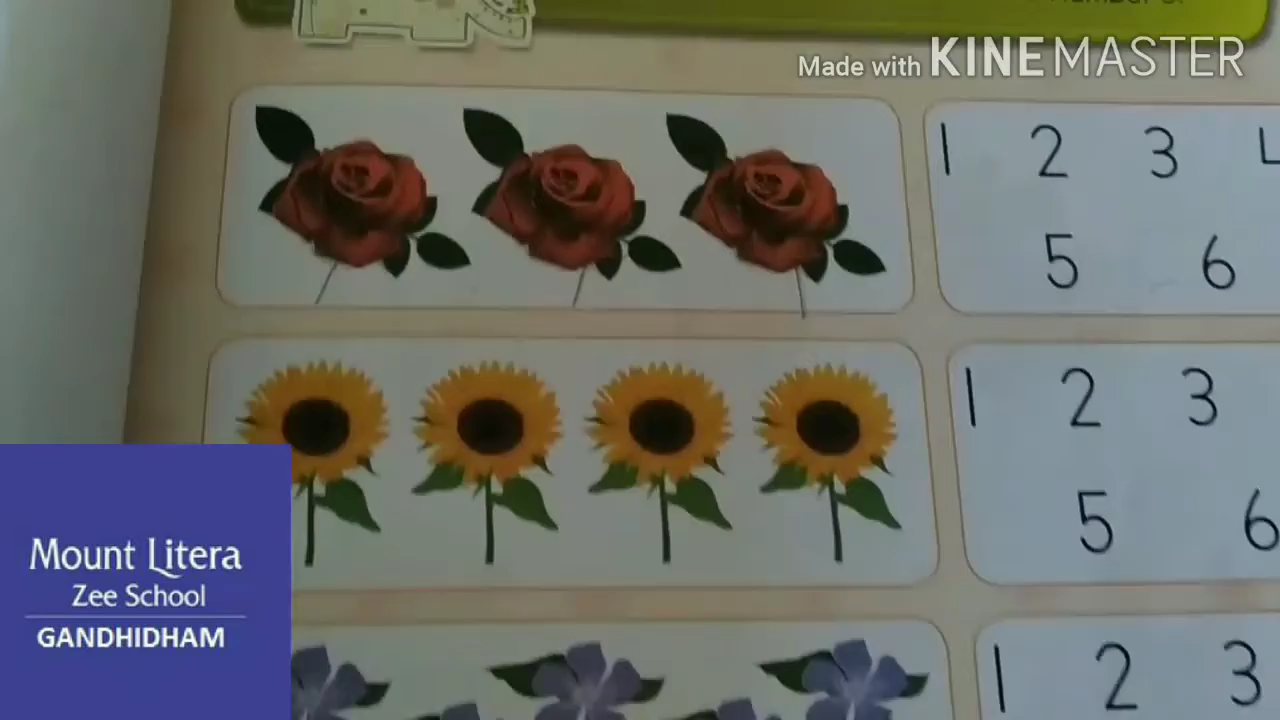 Made with KINEMASTER
1 2 3 4
5 6
1 2 3
5 6
1 2 3
Mount Litera
Zee School
GANDHIDHAM